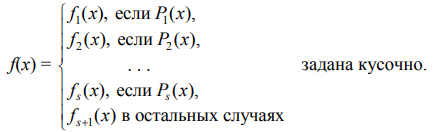 f₁(x), если P₁(x),
f₂(x), если P₂(x),
f(x) = . . . задана кусочно.
fₛ(x), если Pₛ(x),
fₛ₊₁(x) в остальных случаях